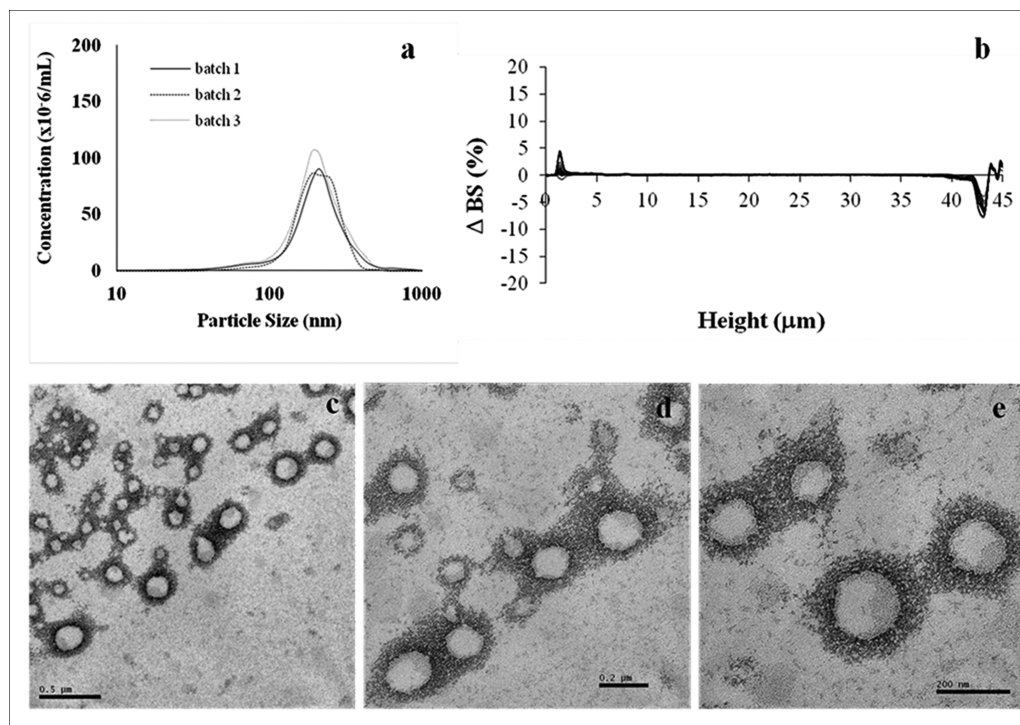 a
200
150
100
50
0
Concentration (x10-6/mL)
batch 1
batch 2
batch 3
10 100 1000
Particle Size (nm)
b
20
15
10
5
0
-5
-10
-15
-20
Δ BS (%)
0 5 10 15 20 25 30 35 40 45
Height (μm)
c
0.5 μm
d
0.2 μm
e
200 nm